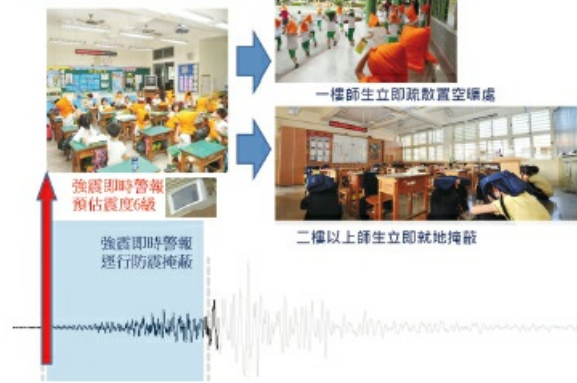 一樓師生立即疏散置空曠處
強震即時警報
預估震度6級
二樓以上師生立即就地掩蔽
強震即時警報
逕行防震掩蔽